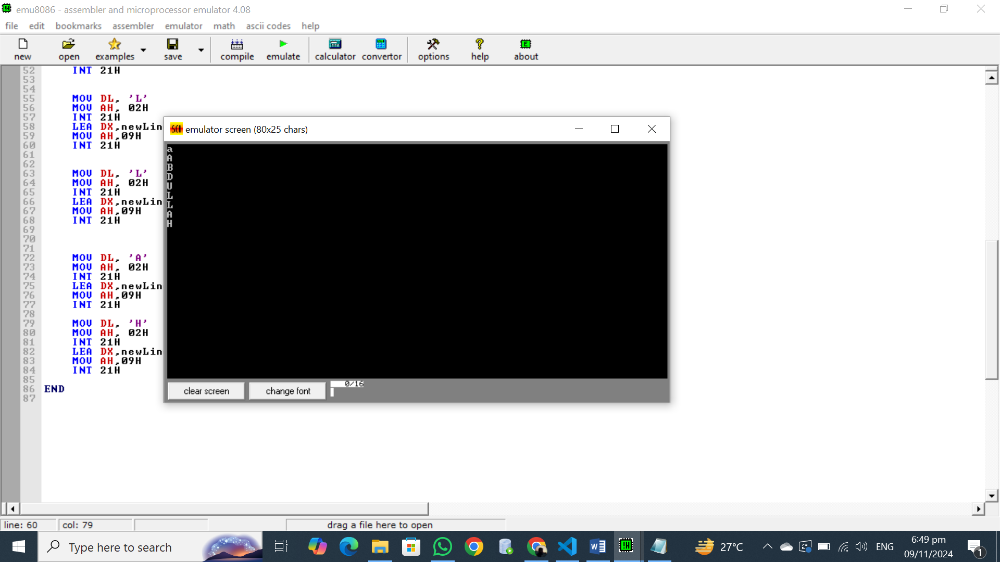 emu8086 - assembler and microprocessor emulator 4.08
file edit bookmarks assembler emulator math ascii codes help
new open examples save compile emulate calculator convertor options help about
52 INT 21H
53
54
55 MOV DL, 'L'
56 MOV AH, 02H
57 INT 21H
58 LEA DX,newLin
59 MOV AH,09H
60 INT 21H
61
62
63 MOV DL, 'L'
64 MOV AH, 02H
65 INT 21H
66 LEA DX,newLin
67 MOV AH,09H
68 INT 21H
69
70
71
72 MOV DL, 'A'
73 MOV AH, 02H
74 INT 21H
75 LEA DX,newLin
76 MOV AH,09H
77 INT 21H
78
79 MOV DL, 'H'
80 MOV AH, 02H
81 INT 21H
82 LEA DX,newLin
83 MOV AH,09H
84 INT 21H
85
86 END
87
SCR emulator screen (80x25 chars)
a
A
B
D
U
L
L
A
H
clear screen change font 0/16
line: 60 col: 79 drag a file here to open
Type here to search 27°C ENG 6:49 pm
09/11/2024
1